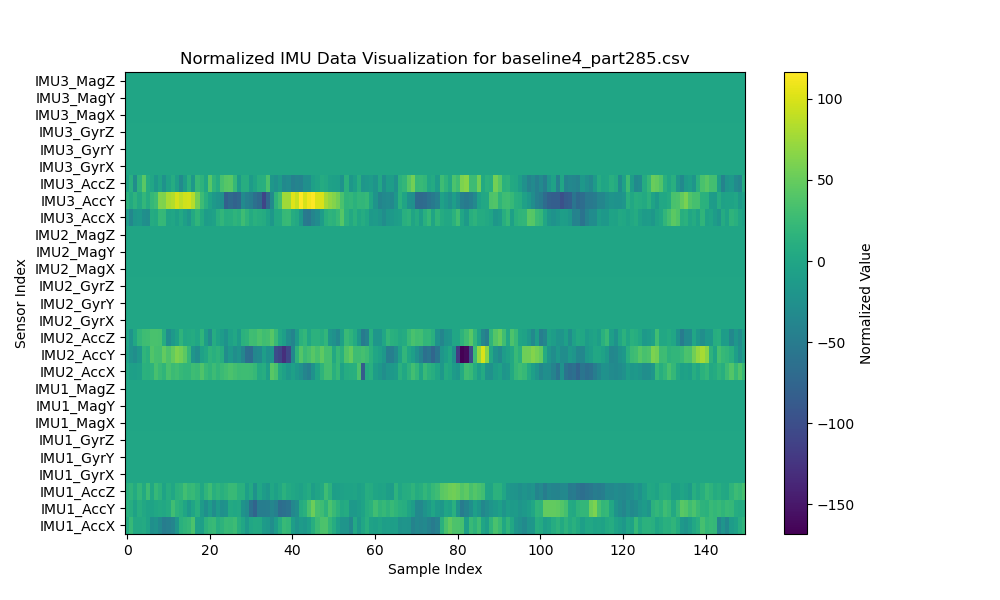 Normalized IMU Data Visualization for baseline4_part285.csv
IMU3_MagZ
IMU3_MagY
IMU3_MagX
IMU3_GyrZ
IMU3_GyrY
IMU3_GyrX
IMU3_AccZ
IMU3_AccY
IMU3_AccX
IMU2_MagZ
IMU2_MagY
IMU2_MagX
IMU2_GyrZ
IMU2_GyrY
IMU2_GyrX
IMU2_AccZ
IMU2_AccY
IMU2_AccX
IMU1_MagZ
IMU1_MagY
IMU1_MagX
IMU1_GyrZ
IMU1_GyrY
IMU1_GyrX
IMU1_AccZ
IMU1_AccY
IMU1_AccX
Sensor Index
0 20 40 60 80 100 120 140
Sample Index
100
50
0
−50
−100
−150
Normalized Value